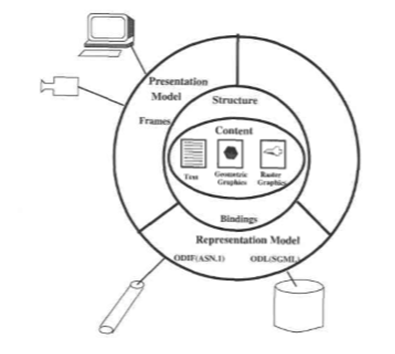 Presentation
Model
Structure
Frames
Content
Text
Geometric
Graphics
Raster
Graphics
Bindings
Representation Model
ODIF(ASN.1)
ODL(SGML)